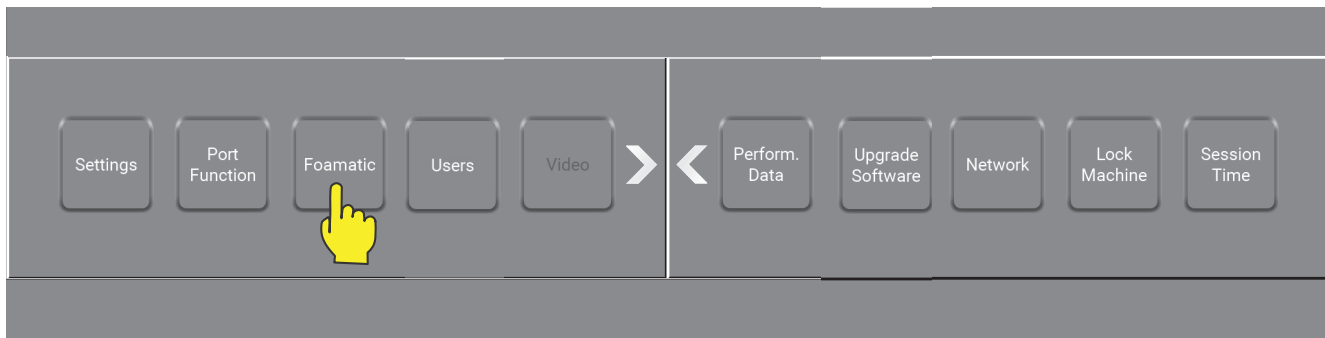 Settings
Port
Function
Foamatic
Users
Video
Perform.
Data
Upgrade
Software
Network
Lock
Machine
Session
Time